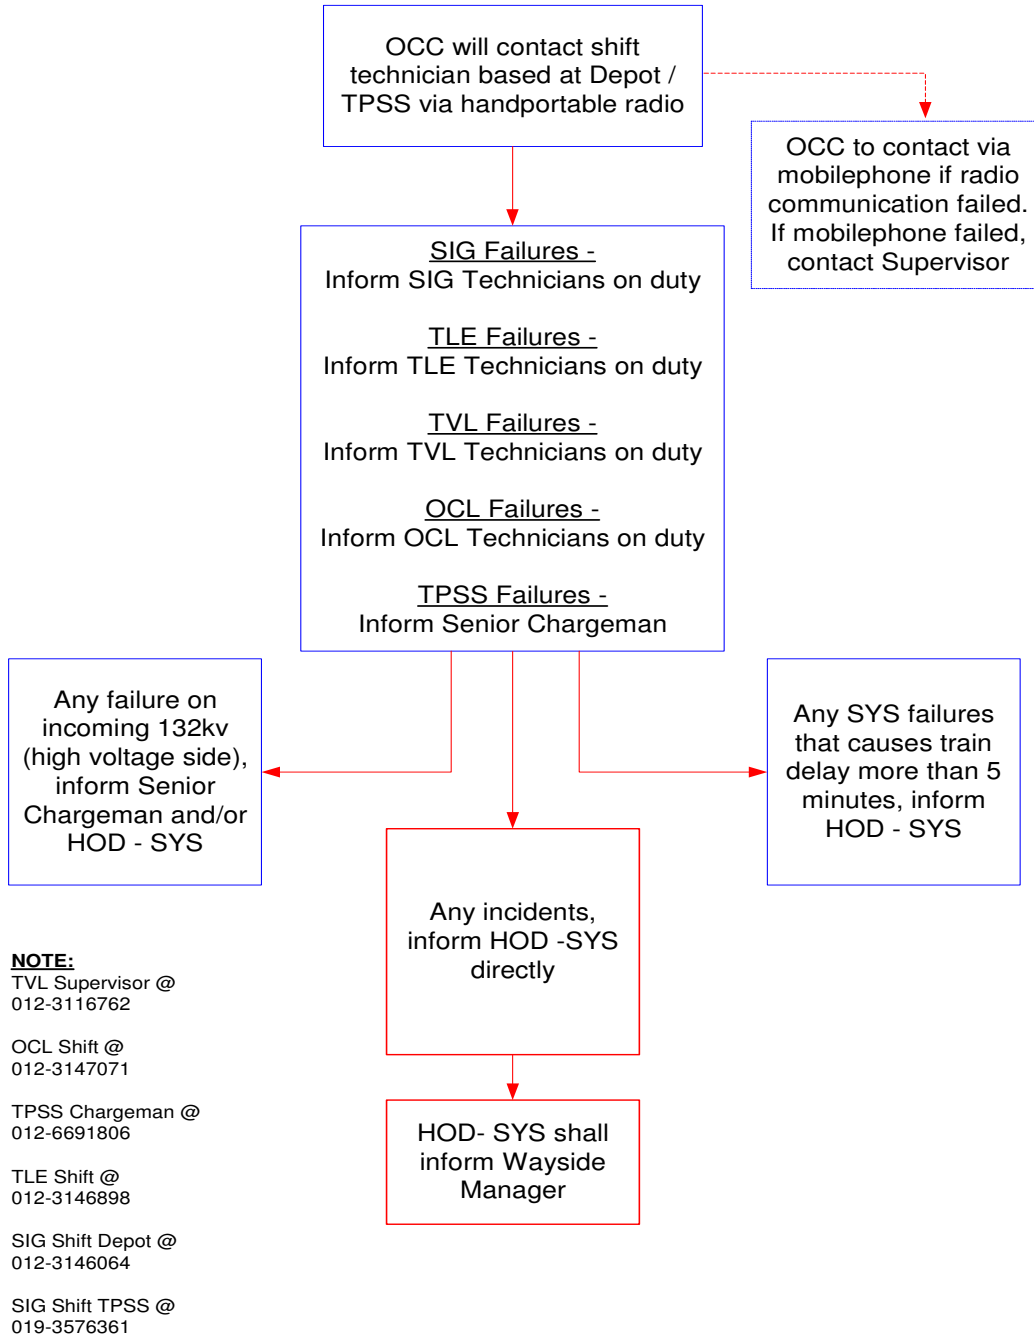 OCC will contact shift
technician based at Depot /
TPSS via handportable radio
OCC to contact via
mobilephone if radio
communication failed.
If mobilephone failed,
contact Supervisor
SIG Failures -
Inform SIG Technicians on duty
TLE Failures -
Inform TLE Technicians on duty
TVL Failures -
Inform TVL Technicians on duty
OCL Failures -
Inform OCL Technicians on duty
TPSS Failures -
Inform Senior Chargeman
Any failure on
incoming 132kv
(high voltage side),
inform Senior
Chargeman and/or
HOD - SYS
Any SYS failures
that causes train
delay more than 5
minutes, inform
HOD - SYS
Any incidents,
inform HOD -SYS
directly
HOD- SYS shall
inform Wayside
Manager
NOTE:
TVL Supervisor @
012-3116762
OCL Shift @
012-3147071
TPSS Chargeman @
012-6691806
TLE Shift @
012-3146898
SIG Shift Depot @
012-3146064
SIG Shift TPSS @
019-3576361